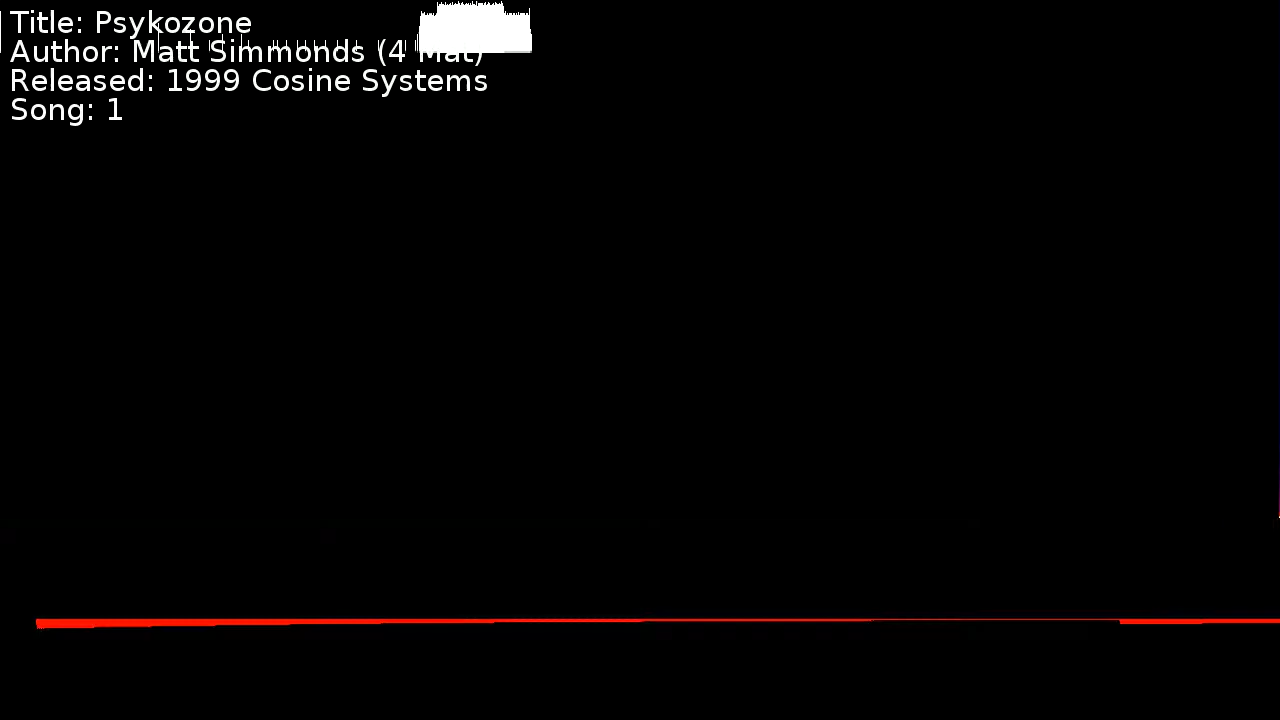 Title: Psykozone
Author: Matt Simmonds (4 Mat)
Released: 1999 Cosine Systems
Song: 1